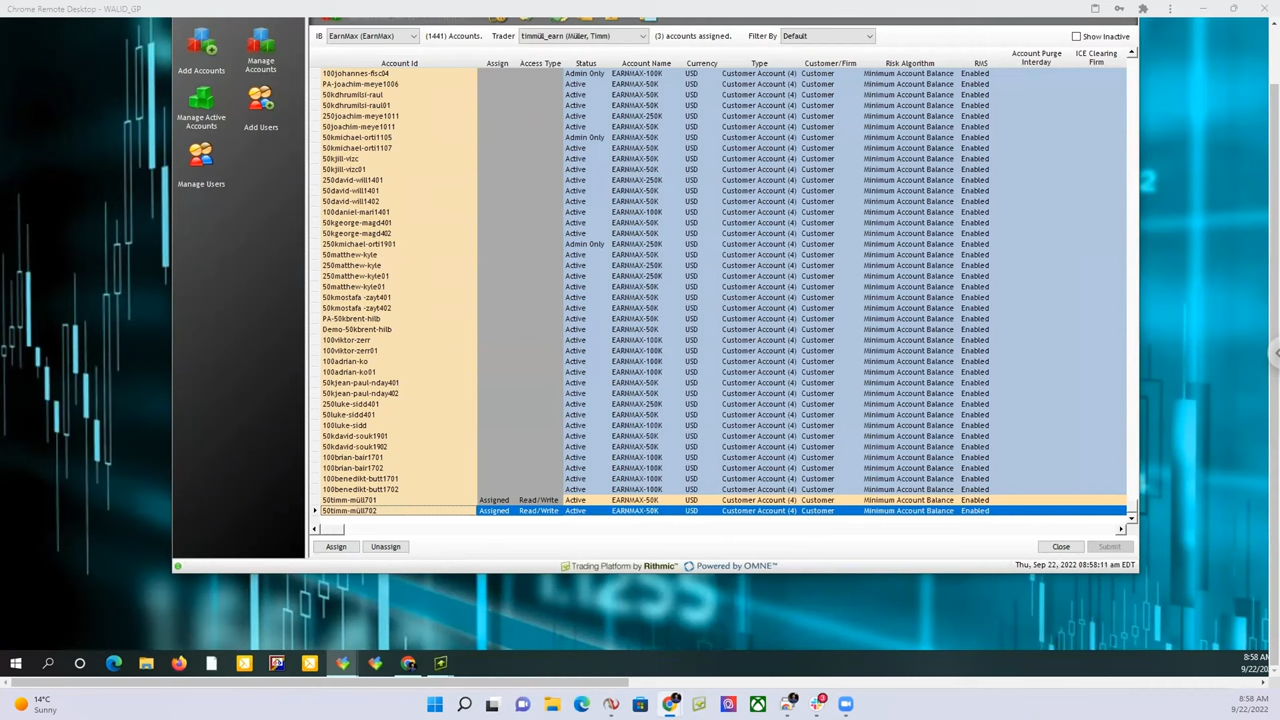 Chrome Remote Desktop - WALID_GP
IB EarnMax (EarnMax) (1441) Accounts. Trader timmüll_earn (Müller, Timm) (3) accounts assigned. Filter By Default Show Inactive
Add Accounts
Manage Accounts
Manage Active Accounts
Add Users
Manage Users
Account Id Assign Access Type Status Account Name Currency Type Customer/Firm Risk Algorithm RMS Account Purge Interday ICE Clearing Firm
100johannes-fisc04 Admin Only EARNMAX-100K USD Customer Account (4) Customer Minimum Account Balance Enabled
PA-joachim-meye1006 Active EARNMAX-50K USD Customer Account (4) Customer Minimum Account Balance Enabled
50kdhrumilsi-raul Active EARNMAX-50K USD Customer Account (4) Customer Minimum Account Balance Enabled
50kdhrumilsi-raul01 Active EARNMAX-50K USD Customer Account (4) Customer Minimum Account Balance Enabled
250joachim-meye1011 Active EARNMAX-250K USD Customer Account (4) Customer Minimum Account Balance Enabled
50joachim-meye1011 Active EARNMAX-50K USD Customer Account (4) Customer Minimum Account Balance Enabled
50kmichael-orti1105 Admin Only EARNMAX-50K USD Customer Account (4) Customer Minimum Account Balance Enabled
50kmichael-orti1107 Active EARNMAX-50K USD Customer Account (4) Customer Minimum Account Balance Enabled
50kjill-vizc Active EARNMAX-50K USD Customer Account (4) Customer Minimum Account Balance Enabled
50kjill-vizc01 Active EARNMAX-50K USD Customer Account (4) Customer Minimum Account Balance Enabled
250david-will1401 Active EARNMAX-250K USD Customer Account (4) Customer Minimum Account Balance Enabled
50david-will1401 Active EARNMAX-50K USD Customer Account (4) Customer Minimum Account Balance Enabled
50david-will1402 Active EARNMAX-50K USD Customer Account (4) Customer Minimum Account Balance Enabled
100daniel-mari1401 Active EARNMAX-100K USD Customer Account (4) Customer Minimum Account Balance Enabled
50kgeorge-magd401 Active EARNMAX-50K USD Customer Account (4) Customer Minimum Account Balance Enabled
50kgeorge-magd402 Active EARNMAX-50K USD Customer Account (4) Customer Minimum Account Balance Enabled
250kmichael-orti1901 Admin Only EARNMAX-250K USD Customer Account (4) Customer Minimum Account Balance Enabled
50matthew-kyle Active EARNMAX-50K USD Customer Account (4) Customer Minimum Account Balance Enabled
250matthew-kyle Active EARNMAX-250K USD Customer Account (4) Customer Minimum Account Balance Enabled
250matthew-kyle01 Active EARNMAX-250K USD Customer Account (4) Customer Minimum Account Balance Enabled
50matthew-kyle01 Active EARNMAX-50K USD Customer Account (4) Customer Minimum Account Balance Enabled
50kmostafa -zayt401 Active EARNMAX-50K USD Customer Account (4) Customer Minimum Account Balance Enabled
50kmostafa -zayt402 Active EARNMAX-50K USD Customer Account (4) Customer Minimum Account Balance Enabled
PA-50kbrent-hilb Active EARNMAX-50K USD Customer Account (4) Customer Minimum Account Balance Enabled
Demo-50kbrent-hilb Active EARNMAX-50K USD Customer Account (4) Customer Minimum Account Balance Enabled
100viktor-zerr Active EARNMAX-100K USD Customer Account (4) Customer Minimum Account Balance Enabled
100viktor-zerr01 Active EARNMAX-100K USD Customer Account (4) Customer Minimum Account Balance Enabled
100adrian-ko Active EARNMAX-100K USD Customer Account (4) Customer Minimum Account Balance Enabled
100adrian-ko01 Active EARNMAX-100K USD Customer Account (4) Customer Minimum Account Balance Enabled
50kjean-paul-nday401 Active EARNMAX-50K USD Customer Account (4) Customer Minimum Account Balance Enabled
50kjean-paul-nday402 Active EARNMAX-50K USD Customer Account (4) Customer Minimum Account Balance Enabled
250luke-sidd401 Active EARNMAX-250K USD Customer Account (4) Customer Minimum Account Balance Enabled
50luke-sidd401 Active EARNMAX-50K USD Customer Account (4) Customer Minimum Account Balance Enabled
100luke-sidd Active EARNMAX-100K USD Customer Account (4) Customer Minimum Account Balance Enabled
50kdavid-souk1901 Active EARNMAX-50K USD Customer Account (4) Customer Minimum Account Balance Enabled
50kdavid-souk1902 Active EARNMAX-50K USD Customer Account (4) Customer Minimum Account Balance Enabled
100brian-bair1701 Active EARNMAX-100K USD Customer Account (4) Customer Minimum Account Balance Enabled
100brian-bair1702 Active EARNMAX-100K USD Customer Account (4) Customer Minimum Account Balance Enabled
100benedikt-butt1701 Active EARNMAX-100K USD Customer Account (4) Customer Minimum Account Balance Enabled
100benedikt-butt1702 Active EARNMAX-100K USD Customer Account (4) Customer Minimum Account Balance Enabled
50timm-müll701 Assigned Read/Write Active EARNMAX-50K USD Customer Account (4) Customer Minimum Account Balance Enabled
50timm-müll702 Assigned Read/Write Active EARNMAX-50K USD Customer Account (4) Customer Minimum Account Balance Enabled
Assign Unassign Close Submit
Trading Platform by Rithmic™ Powered by OMNE™ Thu, Sep 22, 2022 08:58:11 am EDT
8:58 AM
9/22/2022
14°C
Sunny
8:58 AM
9/22/2022